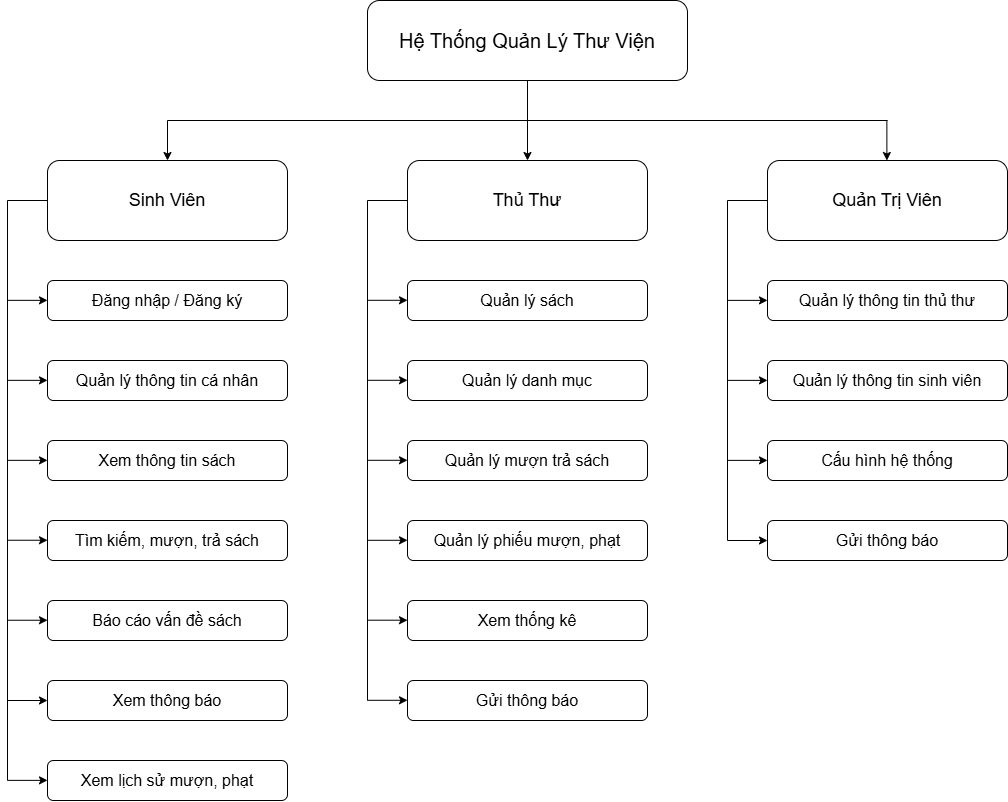 Hệ Thống Quản Lý Thư Viện
Sinh Viên
Đăng nhập / Đăng ký
Quản lý thông tin cá nhân
Xem thông tin sách
Tìm kiếm, mượn, trả sách
Báo cáo vấn đề sách
Xem thông báo
Xem lịch sử mượn, phạt
Thủ Thư
Quản lý sách
Quản lý danh mục
Quản lý mượn trả sách
Quản lý phiếu mượn, phạt
Xem thống kê
Gửi thông báo
Quản Trị Viên
Quản lý thông tin thủ thư
Quản lý thông tin sinh viên
Cấu hình hệ thống
Gửi thông báo